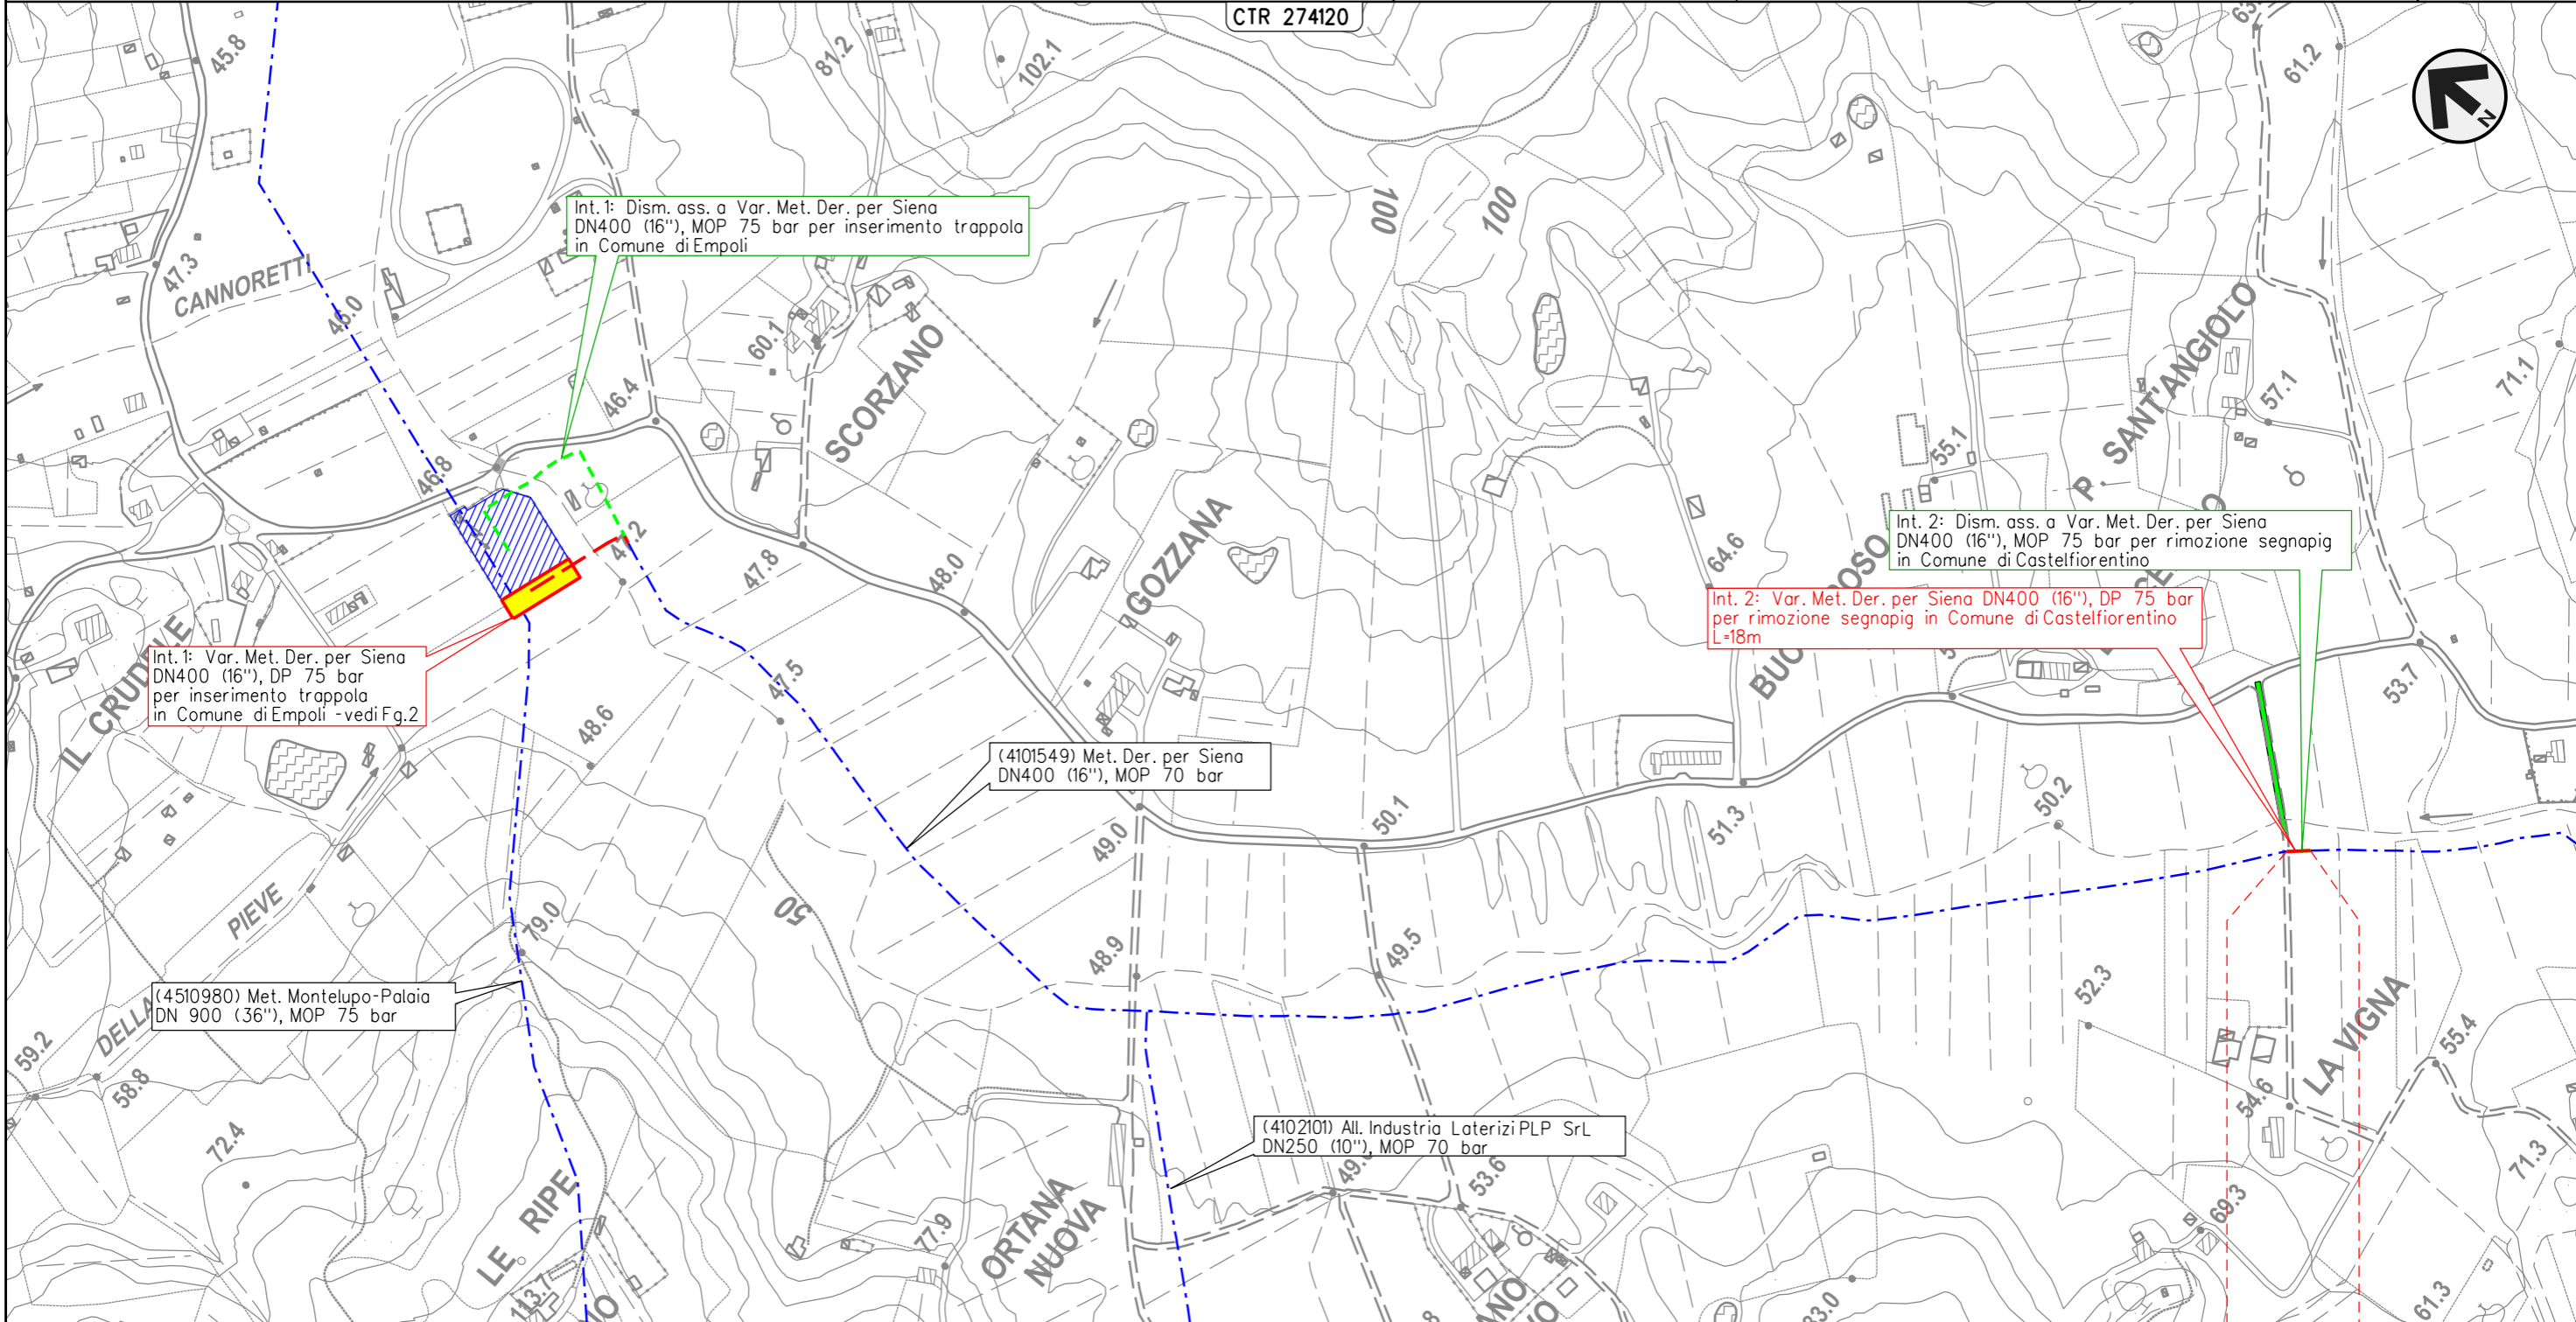 CTR 274120
45.8
81.2
102.1
61.2
N
Int. 1: Dism. ass. a Var. Met. Der. per Siena
DN400 (16"), MOP 75 bar per inserimento trappola
in Comune di Empoli
100
100
47.3
CANNORETTI
60.1
SCORZANO
P. SANT'ANGIOLO
57.1
71.1
46.4
46.8
55.1
47.8
48.0
GOZZANA
64.6
Int. 2: Dism. ass. a Var. Met. Der. per Siena
DN400 (16"), MOP 75 bar per rimozione segnapig
in Comune di Castelfiorentino
Int. 2: Var. Met. Der. per Siena DN400 (16"), DP 75 bar
per rimozione segnapig in Comune di Castelfiorentino
L=18m
Int. 1: Var. Met. Der. per Siena
DN400 (16"), DP 75 bar
per inserimento trappola
in Comune di Empoli -vedi Fg.2
47.5
48.6
53.7
(4101549) Met. Der. per Siena
DN400 (16"), MOP 70 bar
49.0
50.1
51.3
50.2
50
PIEVE
DELLA
79.0
48.9
49.5
52.3
(4510980) Met. Montelupo-Palaia
DN 900 (36"), MOP 75 bar
59.2
58.8
72.4
LA VIGNA
55.4
54.6
(4102101) All. Industria Laterizi PLP SrL
DN250 (10"), MOP 70 bar
53.6
LE RIPE
77.9
ORTANA
NUOVA
69.3
71.3
113.7
61.3